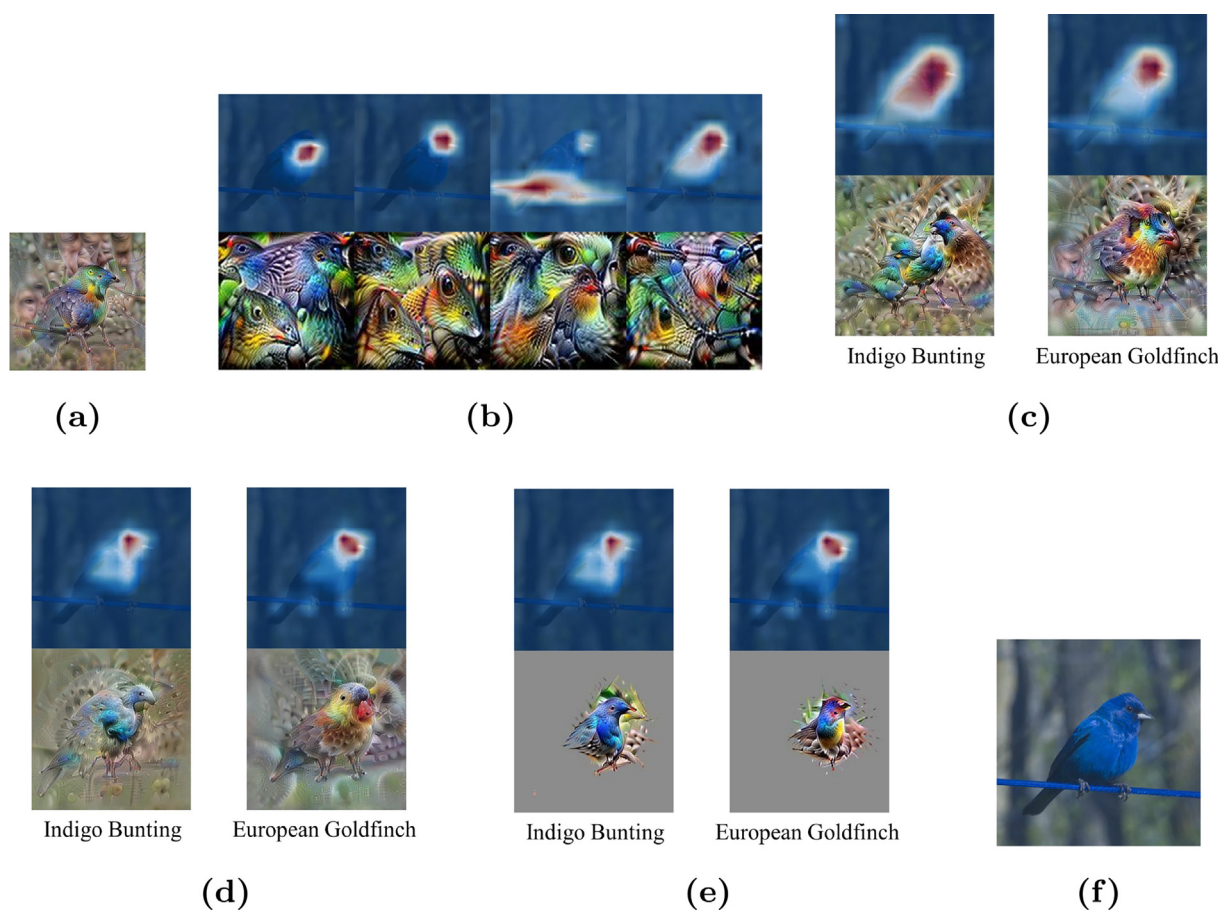 Indigo Bunting European Goldfinch
(a) (b) (c)
Indigo Bunting European Goldfinch Indigo Bunting European Goldfinch
(d) (e) (f)